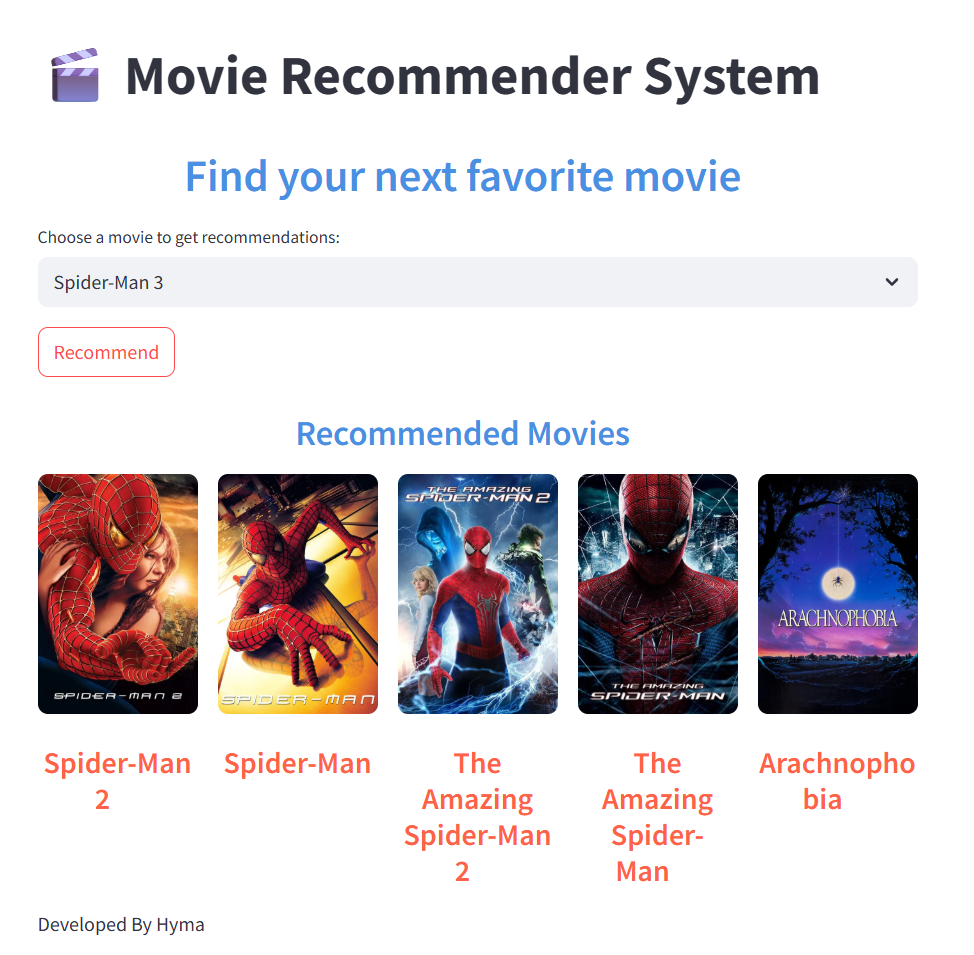 Movie Recommender System
Find your next favorite movie
Choose a movie to get recommendations:
Spider-Man 3
Recommend
Recommended Movies
SPIDER-MAN 2
SPIDER-MAN
THE AMAZING
SPIDER-MAN 2
THE AMAZING
SPIDER-MAN
ARACHNOPHOBIA
Spider-Man
2
Spider-Man
The
Amazing
Spider-Man
2
The
Amazing
Spider-
Man
Arachnopho
bia
Developed By Hyma